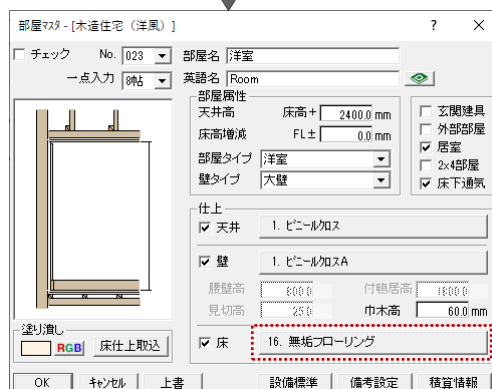 部屋マスタ - [木造住宅（洋風）]
チェック No. 023 部屋名 洋室
一点入力 8帖 英語名 Room
部屋属性
天井高 床高+ 2400.0 mm
床高増減 FL± 0.0 mm
部屋タイプ 洋室
壁タイプ 大壁
玄関建具
外部部屋
居室
2x4部屋
床下通気
仕上
天井 1. ビニールクロス
壁 1. ビニールクロスA
腰壁高 800.0 付鴨居高 1800.0
見切高 25.0 巾木高 60.0 mm
床 16. 無垢フローリング
塗り潰し
RGB 床仕上取込
OK キャンセル 上書 設備標準 備考設定 積算情報